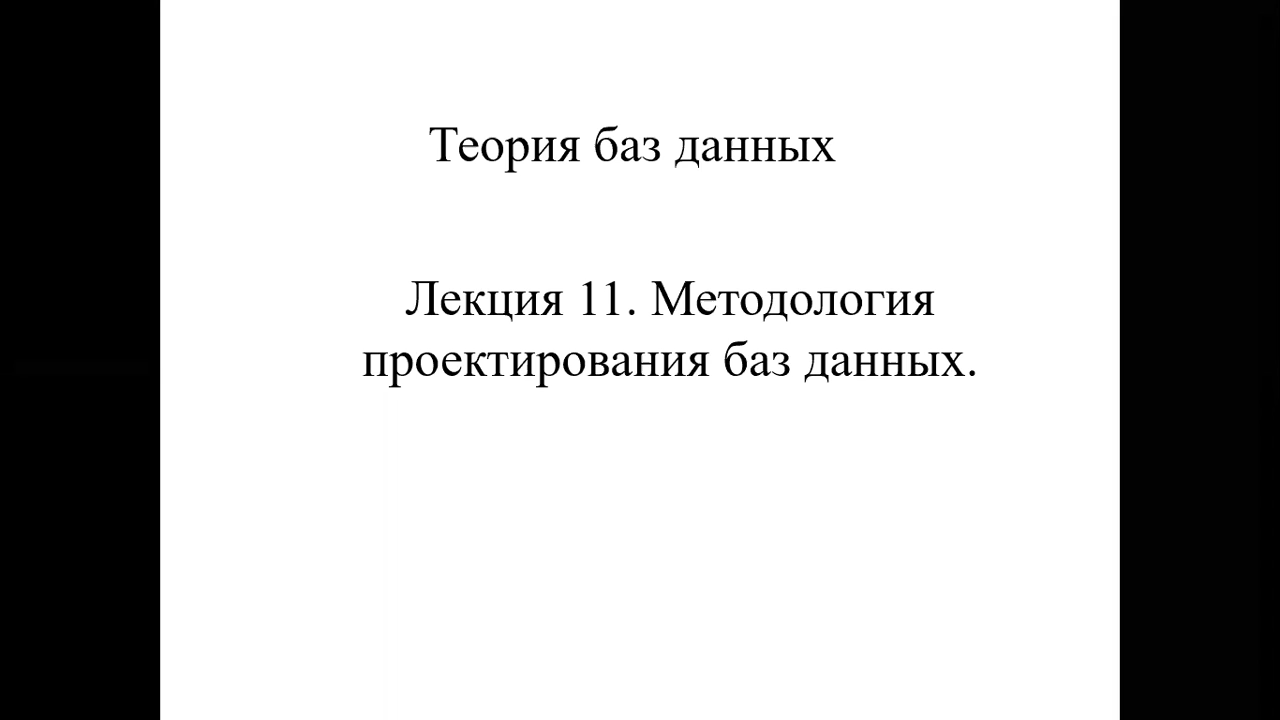 Теория баз данных
Лекция 11. Методология
проектирования баз данных.